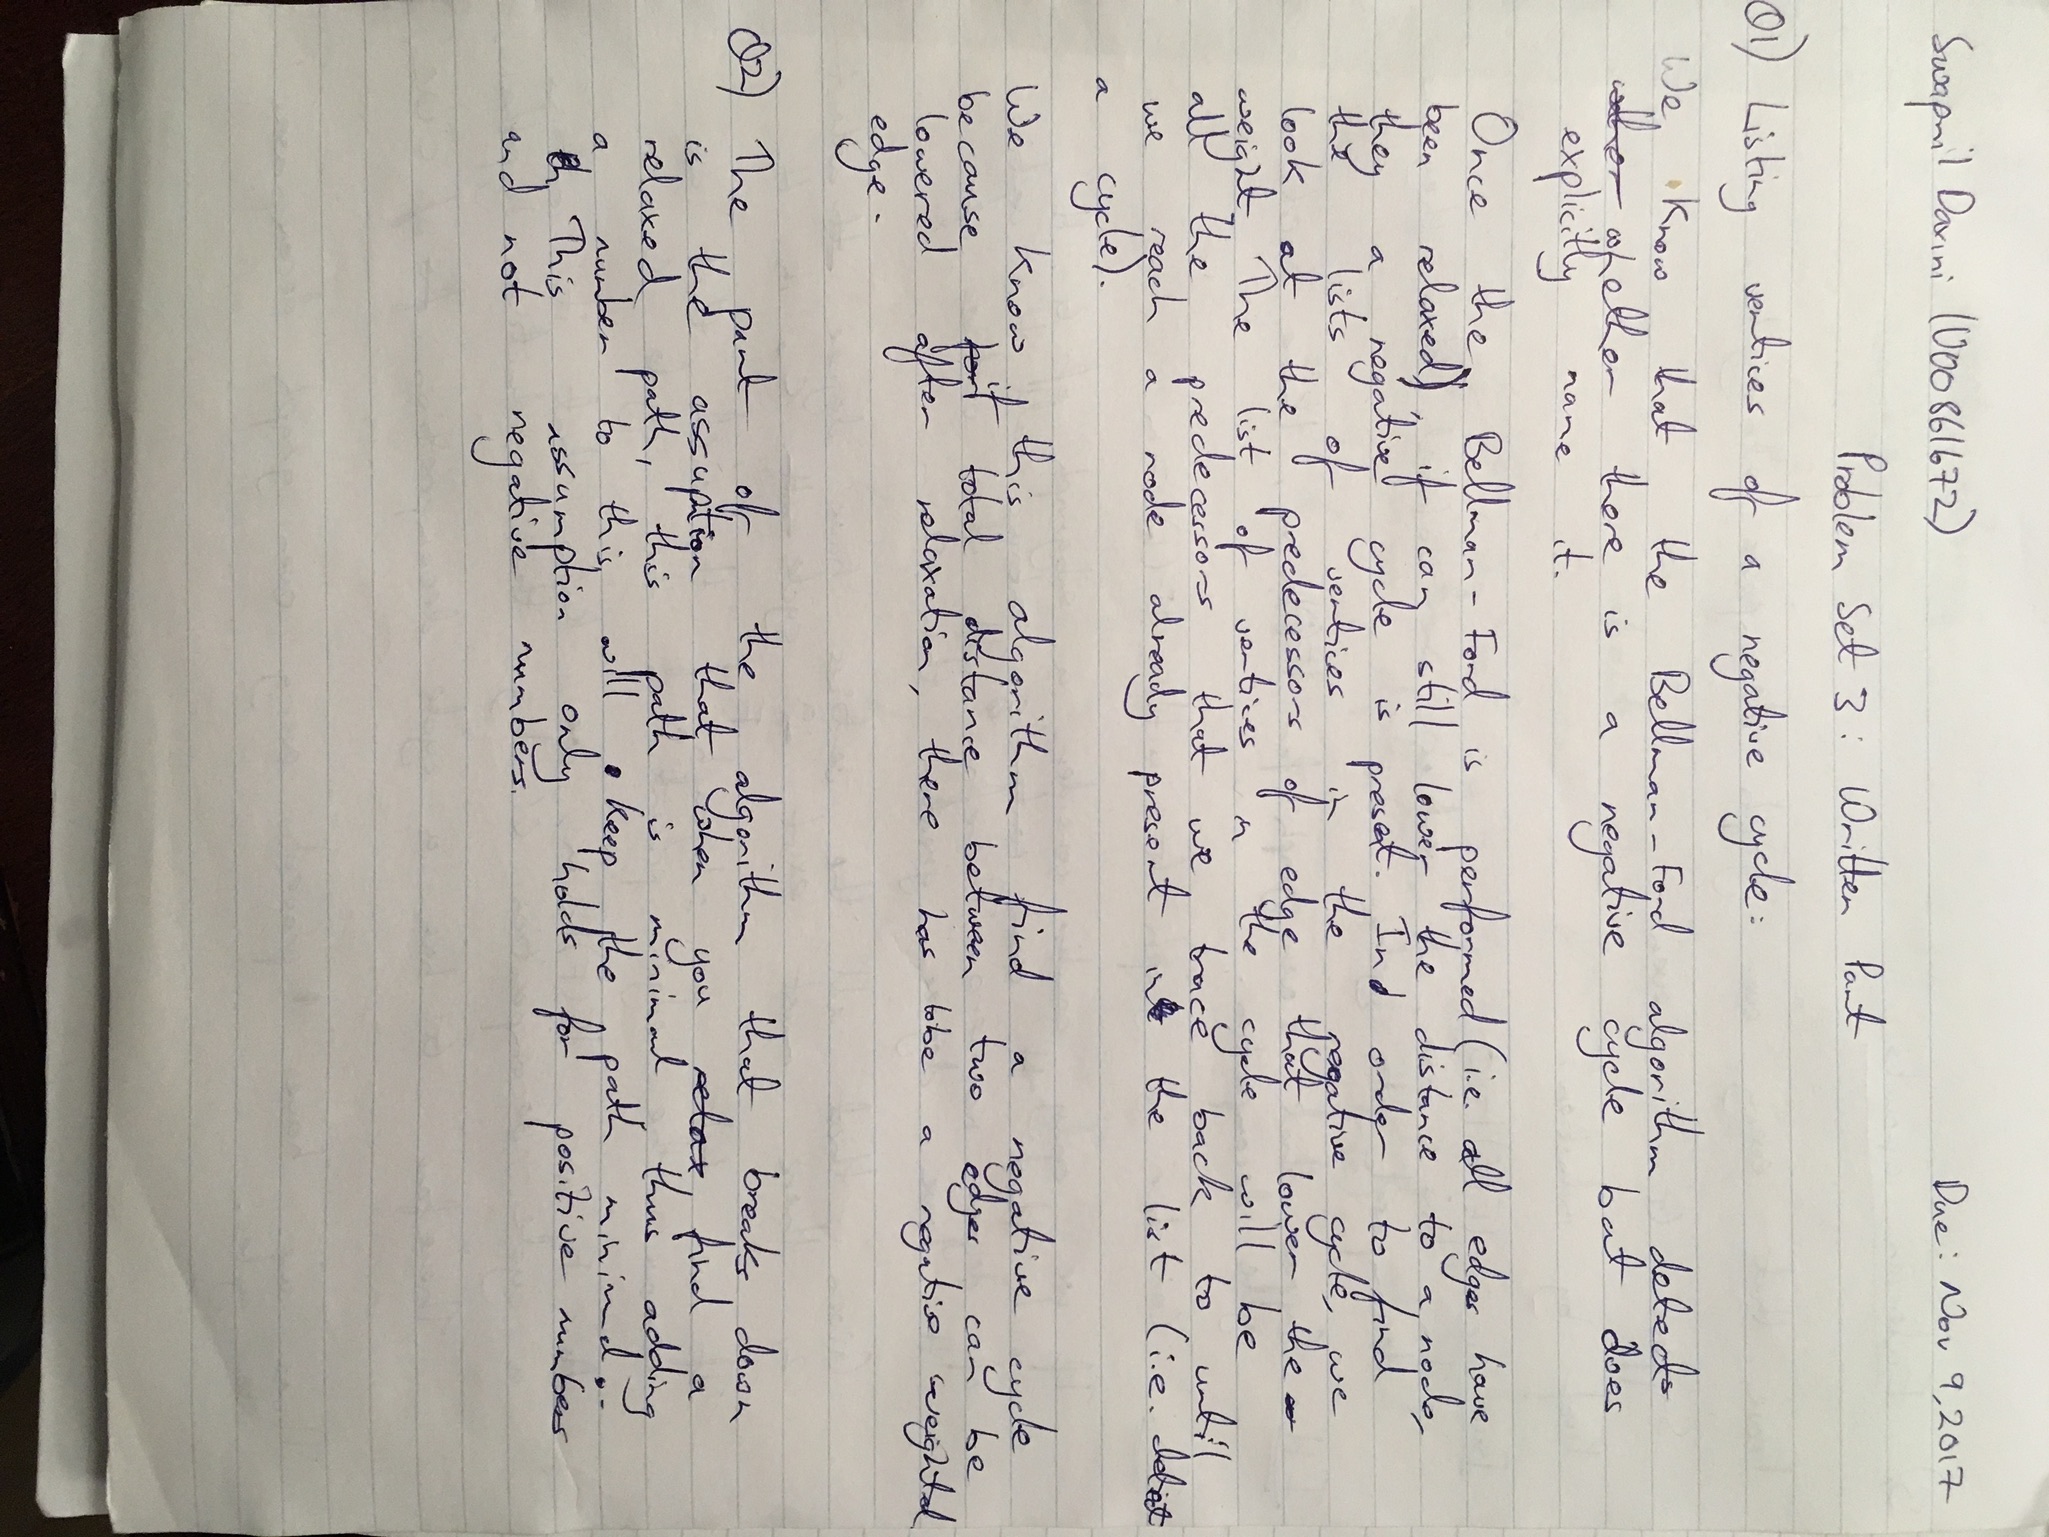 Swapnil Daxini (V00861672) Due: Nov 9, 2017
Problem Set 3: Written Part
Q1) Listing vertices of a negative cycle:
We know that the Bellman-Ford algorithm detects
whether there is a negative cycle but does
explicitly name it.
Once the Bellman-Ford is performed (i.e. all edges have
been relaxed), if can still lower the distance to a node,
they a negative cycle is present. In order to find
the lists of vertices in the negative cycle, we
look at the predecessors of edge that lower the
weight. The list of vertices in the cycle will be
all the predecessors that we trace back to until
we reach a node already present in the list (i.e. detect
a cycle).
We know if this algorithm find a negative cycle
because if total distance between two edges can be
lowered after relaxation, there has to be a negative weighted
edge.
Q2) The part of the algorithm that breaks down
is the assuption that when you relax find a
relaxed path, this path is minimal, thus adding
a number to this will keep the path minimal.
This assumption only holds for positive numbers
and not negative numbers.